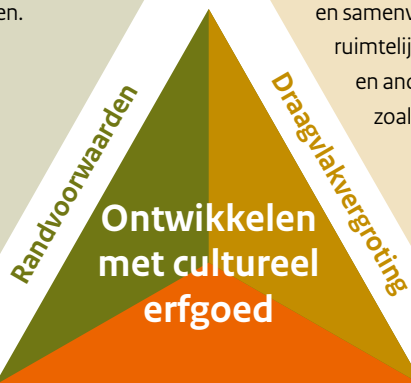 en.
en samenv
ruimtelij
en and
zoal
Randvoorwaarden
Draagvlakvergroting
Ontwikkelen
met cultureel
erfgoed